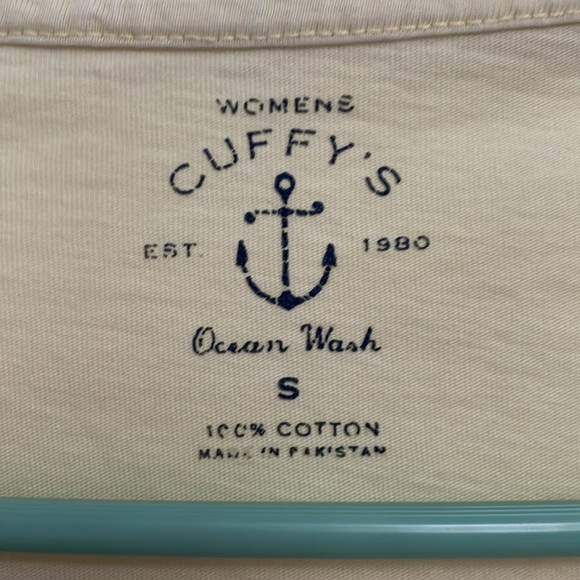 WOMENS
CUFFY'S
EST. 1980
Ocean Wash
S
100% COTTON
MADE IN PAKISTAN